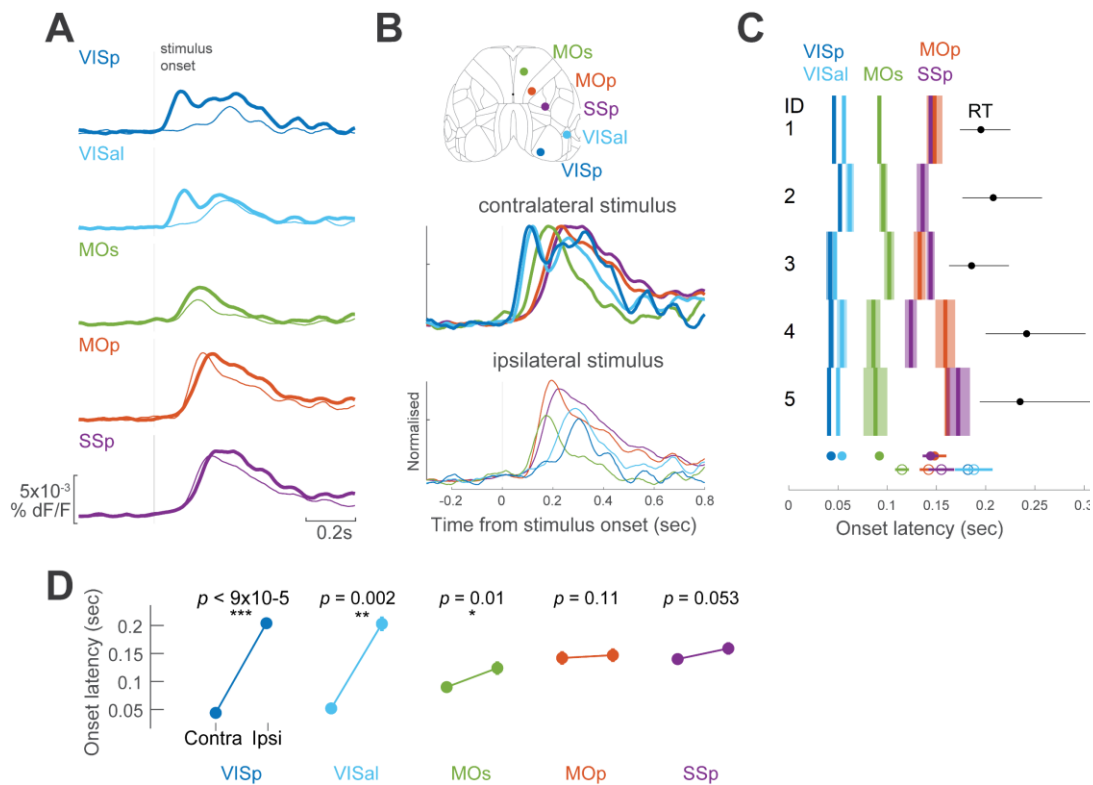 A
VISp
stimulus
onset
VISal
MOs
MOp
SSp
5x10-3
% dF/F
0.2s
B
MOs
MOp
SSp
VISal
VISp
contralateral stimulus
ipsilateral stimulus
Normalised
-0.2 0 0.2 0.4 0.6 0.8
Time from stimulus onset (sec)
C
VISp MOp
VISal MOs SSp
ID
RT
1
2
3
4
5
0 0.05 0.1 0.15 0.2 0.25
Onset latency (sec)
D
p < 9x10-5 p = 0.002 p = 0.01 p = 0.11 p = 0.053
*** ** *
Onset latency (sec)
0.2
0.15
0.1
0.05
Contra Ipsi
VISp VISal MOs MOp SSp